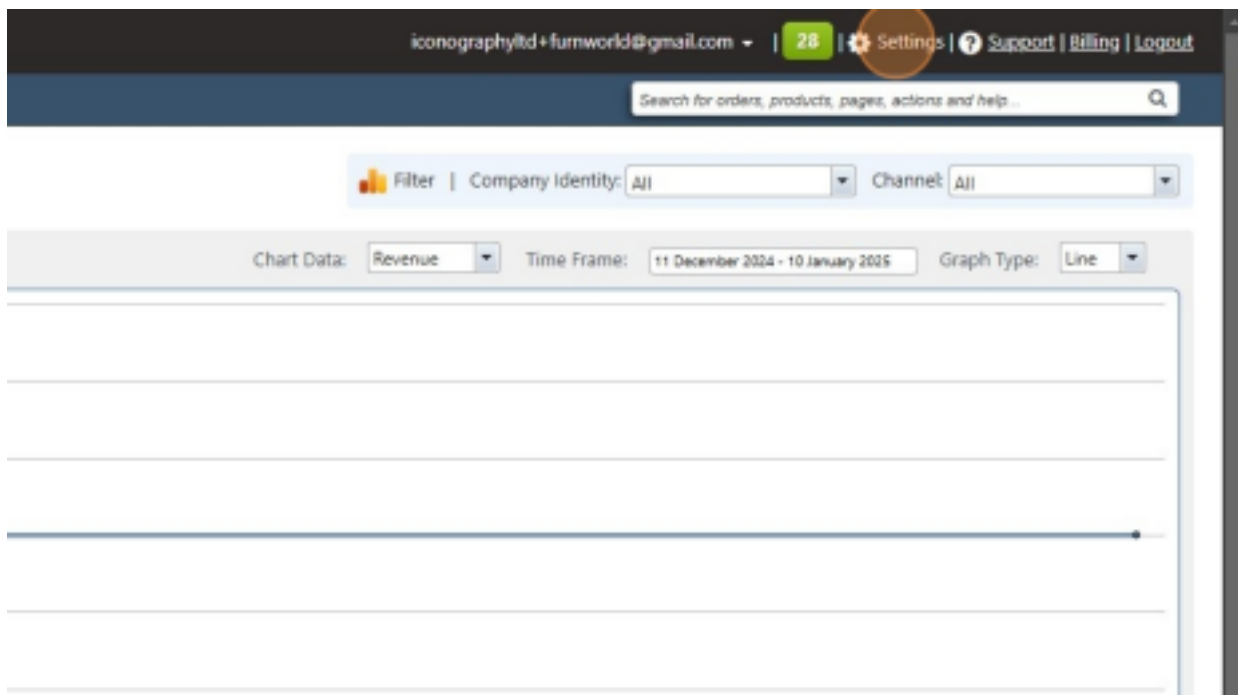 iconographyltd+furnworld@gmail.com | 28 | Settings | Support | Billing | Logout
Search for orders, products, pages, actions and help...
Filter | Company Identity: All Channel: All
Chart Data: Revenue Time Frame: 11 December 2024 - 10 January 2025 Graph Type: Line